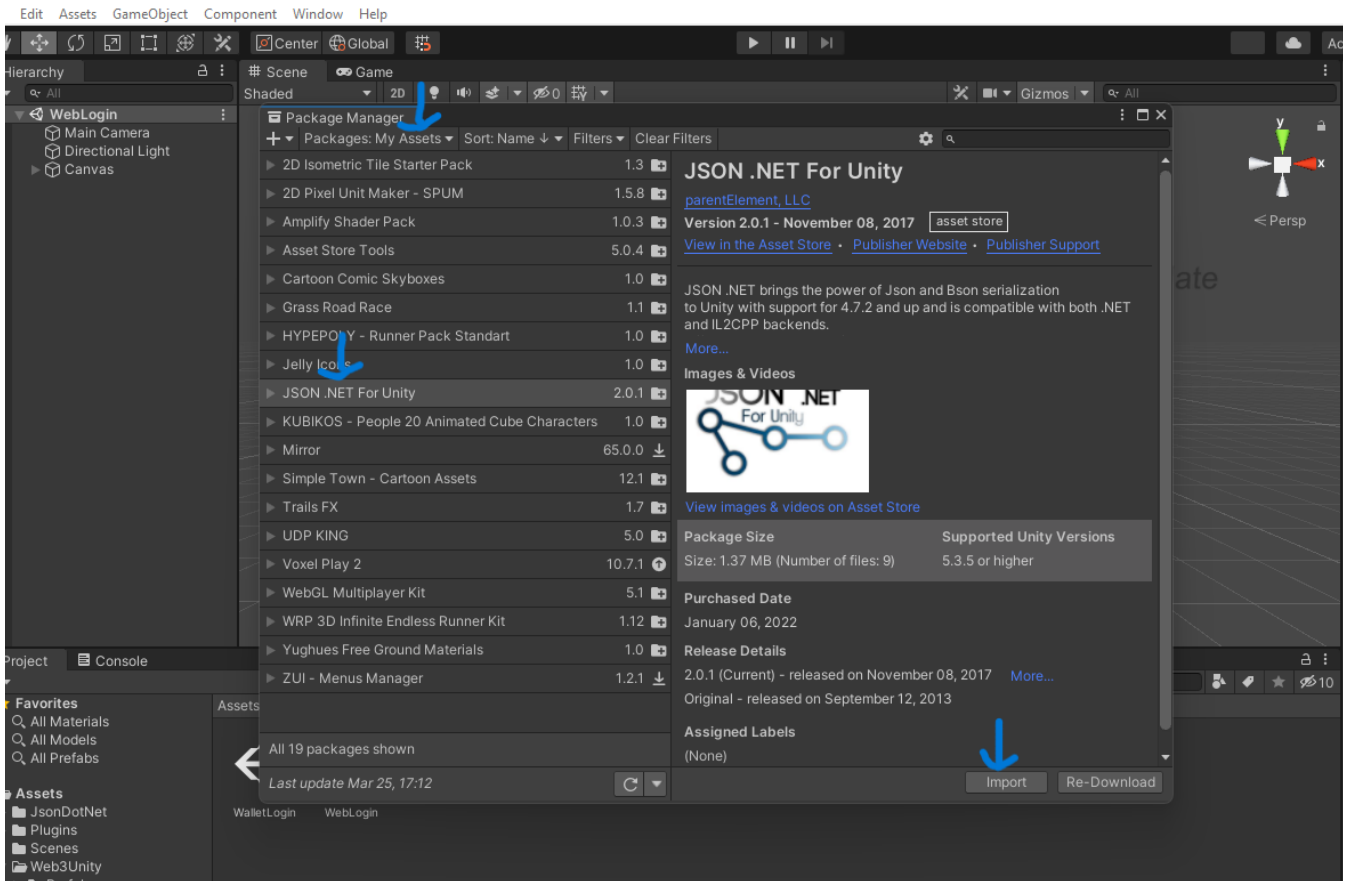 Edit Assets GameObject Component Window Help
Center Global
Hierarchy
# Scene Game
All
Shaded 2D 0 Gizmos All
WebLogin
Main Camera
Directional Light
Canvas
Package Manager
Packages: My Assets Sort: Name ↓ Filters Clear Filters
2D Isometric Tile Starter Pack 1.3
2D Pixel Unit Maker - SPUM 1.5.8
Amplify Shader Pack 1.0.3
Asset Store Tools 5.0.4
Cartoon Comic Skyboxes 1.0
Grass Road Race 1.1
HYPEPOLY - Runner Pack Standart 1.0
Jelly Icons 1.0
JSON .NET For Unity 2.0.1
KUBIKOS - People 20 Animated Cube Characters 1.0
Mirror 65.0.0
Simple Town - Cartoon Assets 12.1
Trails FX 1.7
UDP KING 5.0
Voxel Play 2 10.7.1
WebGL Multiplayer Kit 5.1
WRP 3D Infinite Endless Runner Kit 1.12
Yughues Free Ground Materials 1.0
ZUI - Menus Manager 1.2.1
All 19 packages shown
Last update Mar 25, 17:12
JSON .NET For Unity
parentElement, LLC
Version 2.0.1 - November 08, 2017 asset store
View in the Asset Store • Publisher Website • Publisher Support
JSON .NET brings the power of Json and Bson serialization
to Unity with support for 4.7.2 and up and is compatible with both .NET
and IL2CPP backends.
More...
Images & Videos
JSON .NET
For Unity
View images & videos on Asset Store
Package Size Supported Unity Versions
Size: 1.37 MB (Number of files: 9) 5.3.5 or higher
Purchased Date
January 06, 2022
Release Details
2.0.1 (Current) - released on November 08, 2017 More...
Original - released on September 12, 2013
Assigned Labels
(None)
Import Re-Download
y
x
Persp
Project Console
10
Favorites
All Materials
All Models
All Prefabs
Assets
JsonDotNet
Plugins
Scenes
Web3Unity
Assets
WalletLogin WebLogin